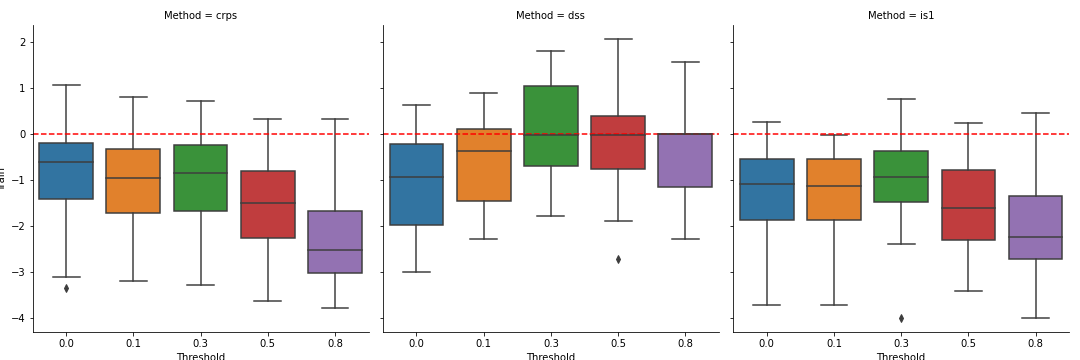 Method = crps
Method = dss
Method = is1
2
1
0
−1
−2
−3
−4
0.0 0.1 0.3 0.5 0.8
0.0 0.1 0.3 0.5 0.8
0.0 0.1 0.3 0.5 0.8
Threshold
Threshold
Threshold